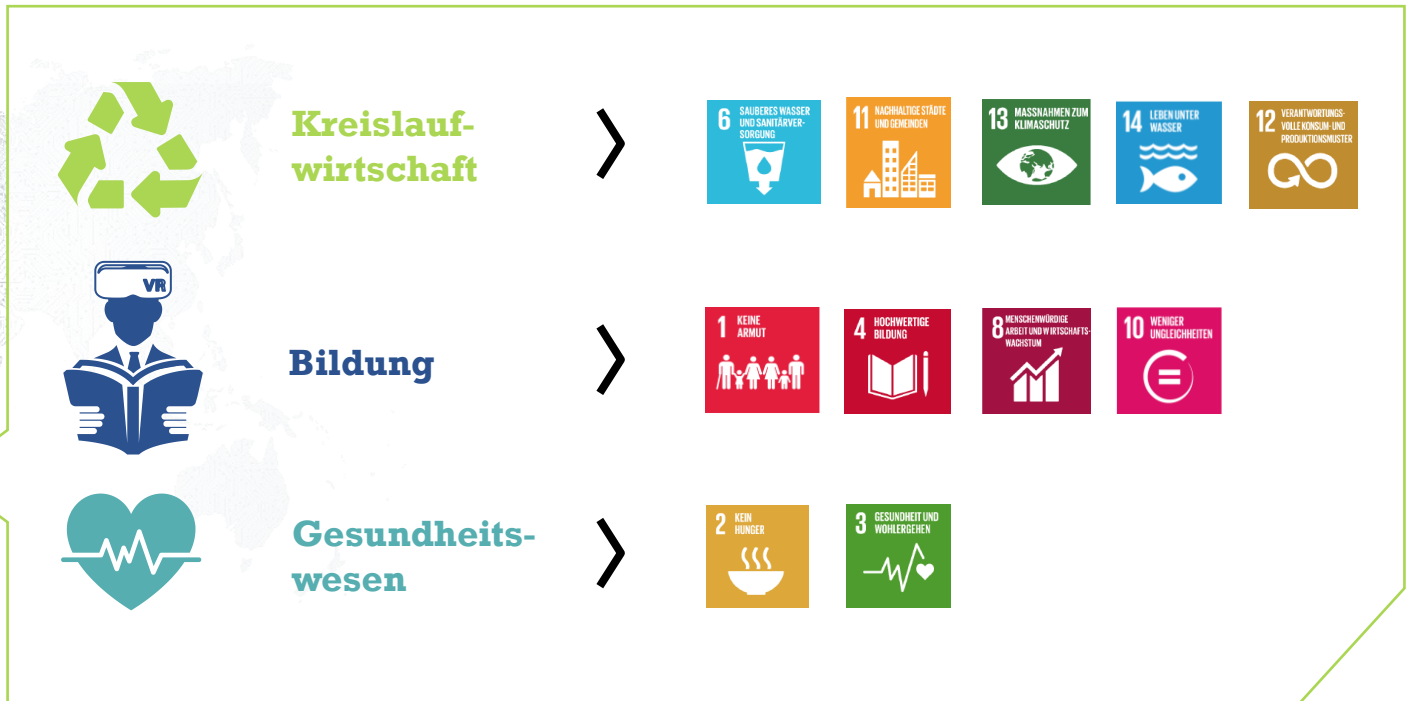 Kreislauf-
wirtschaft
6 SAUBERES WASSER
UND SANITÄRVER-
SORGUNG
11 NACHHALTIGE STÄDTE
UND GEMEINDEN
13 MASSNAHMEN ZUM
KLIMASCHUTZ
14 LEBEN UNTER
WASSER
12 VERANTWORTUNGS-
VOLLE KONSUM- UND
PRODUKTIONSMUSTER
VR
Bildung
1 KEINE
ARMUT
4 HOCHWERTIGE
BILDUNG
8 MENSCHENWÜRDIGE
ARBEIT UND WIRTSCHAFTS-
WACHSTUM
10 WENIGER
UNGLEICHHEITEN
Gesundheits-
wesen
2 KEIN
HUNGER
3 GESUNDHEIT UND
WOHLERGEHEN